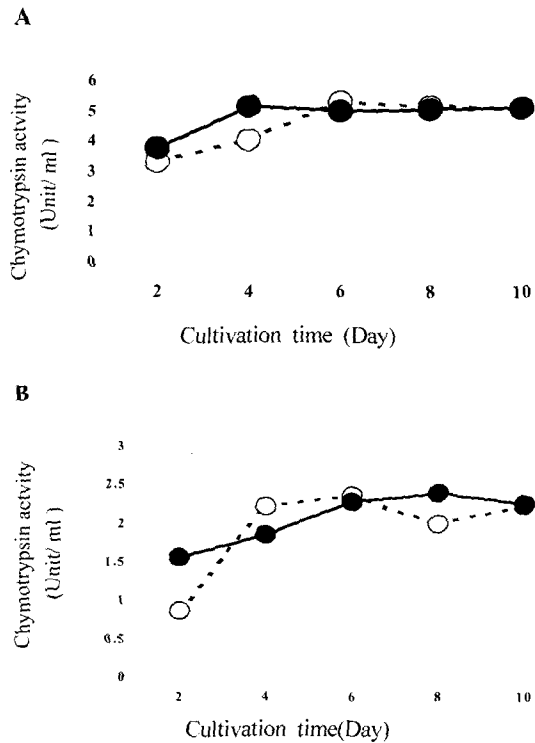 A
6
5
4
3
2
1
0
Chymotrypsin actvity
(Unit/ ml )
2 4 6 8 10
Cultivation time (Day)
B
3
2.5
2
1.5
1
0.5
0
Chymotrypsin actvity
(Unit/ ml )
2 4 6 8 10
Cultivation time(Day)